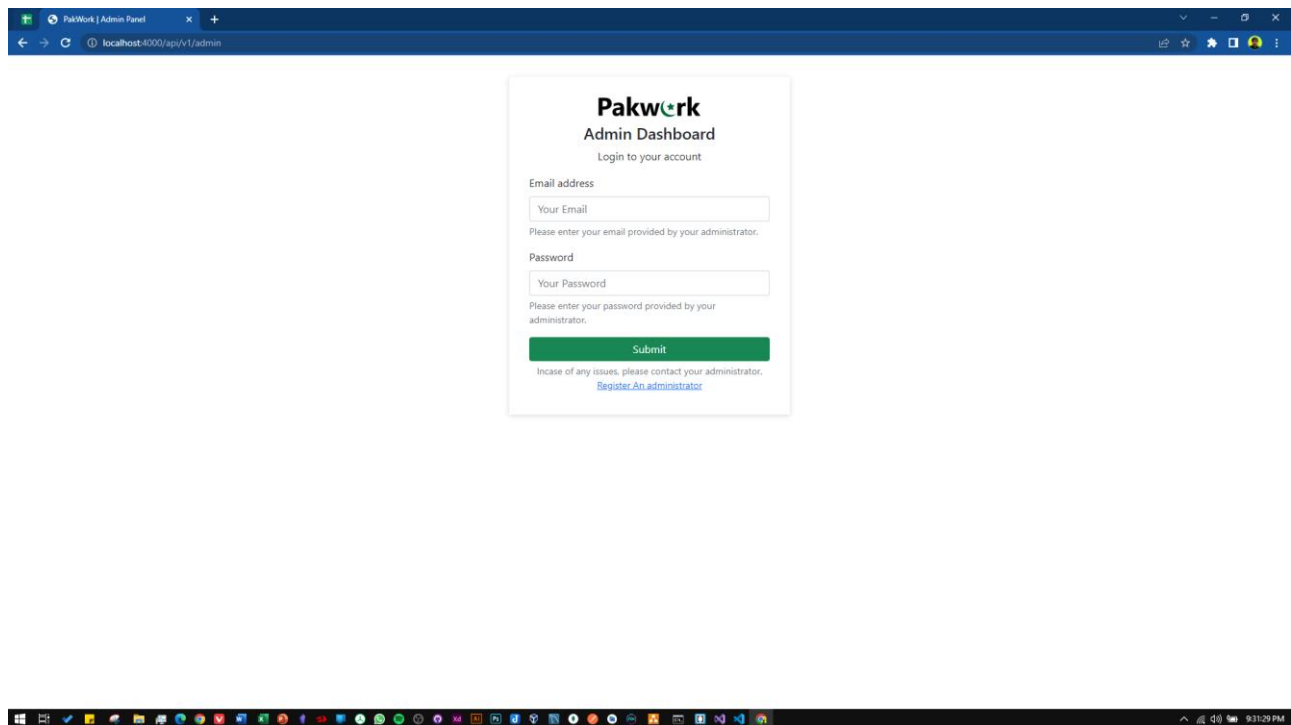 PakWork | Admin Panel
localhost:4000/api/v1/admin
Pakwork
Admin Dashboard
Login to your account
Email address
Your Email
Please enter your email provided by your administrator.
Password
Your Password
Please enter your password provided by your
administrator.
Submit
Incase of any issues, please contact your administrator.
Register An administrator
9:31:29 PM